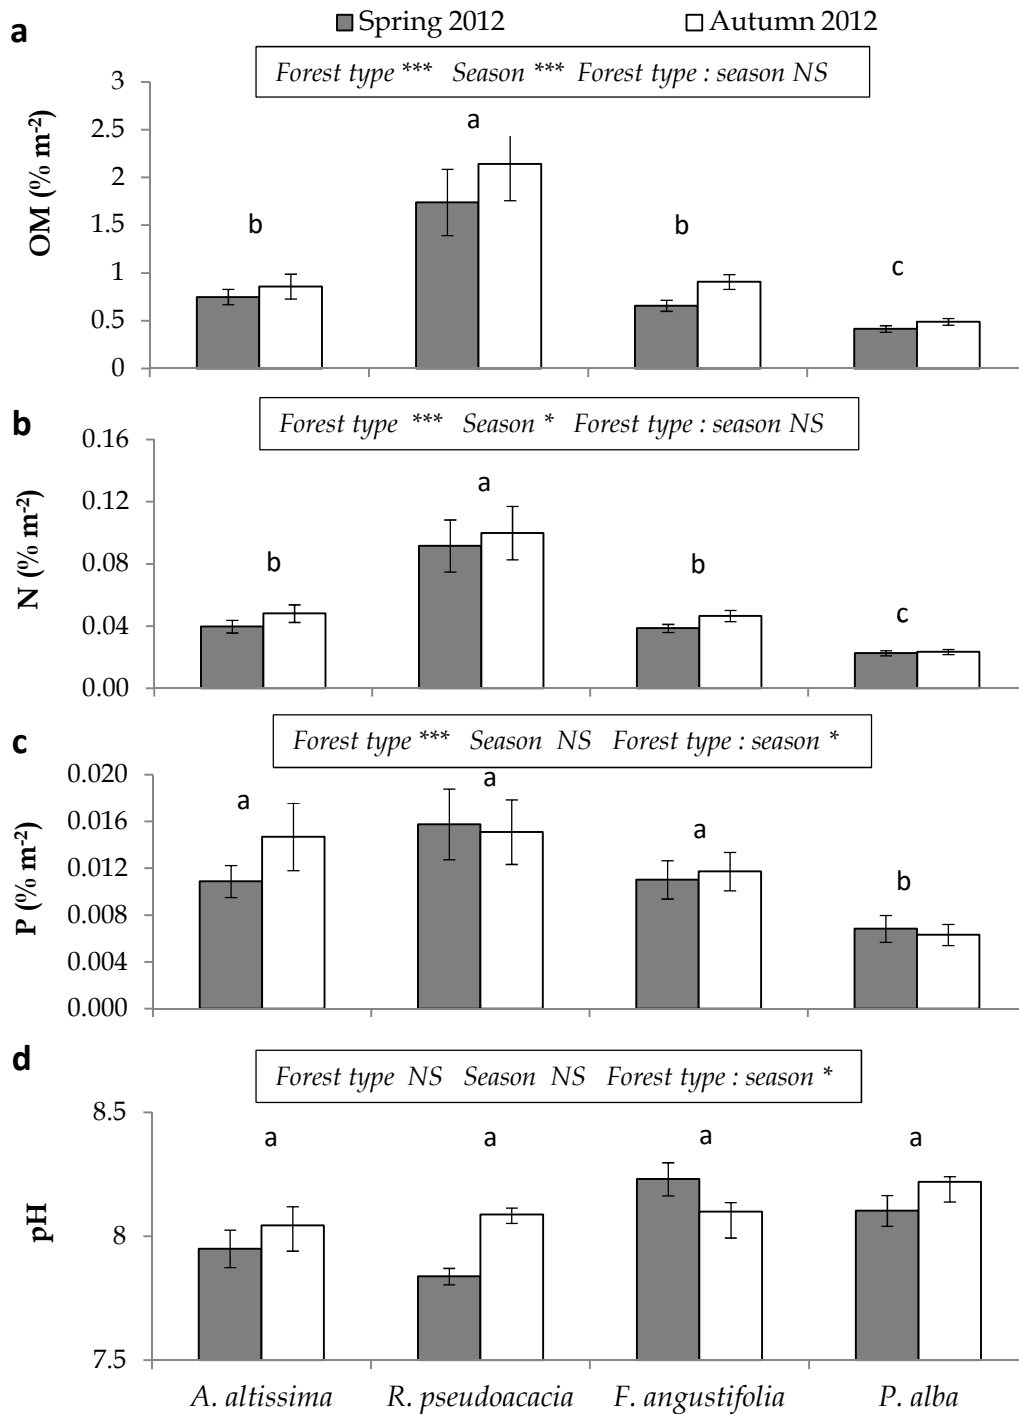 a
Spring 2012 Autumn 2012
Forest type *** Season *** Forest type : season NS
OM (% m-2)
3
2.5
2
1.5
1
0.5
0
b
a
b
c
b
Forest type *** Season * Forest type : season NS
N (% m-2)
0.16
0.12
0.08
0.04
0.00
b
a
b
c
c
Forest type *** Season NS Forest type : season *
P (% m-2)
0.020
0.016
0.012
0.008
0.004
0.000
a
a
a
b
d
Forest type NS Season NS Forest type : season *
pH
8.5
8
7.5
a
a
a
a
A. altissima R. pseudoacacia F. angustifolia P. alba